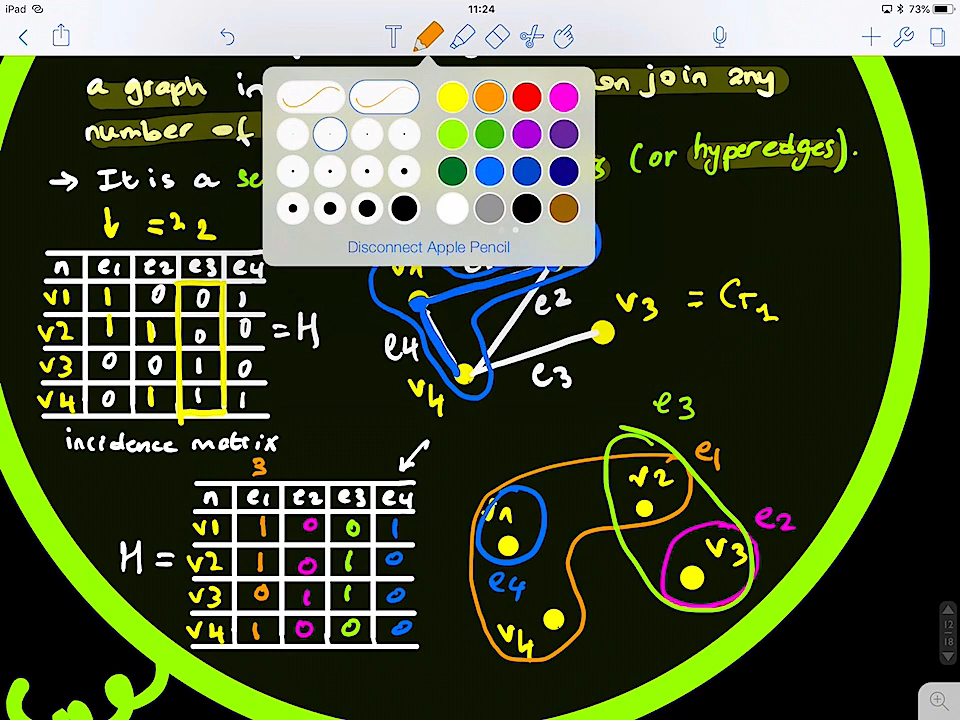 iPad 11:24 73%
T
a graph in on join any
number of
→ It is a se s (or hyperedges).
Disconnect Apple Pencil
↓ = 2
n e1 e2 e3 e4
v1 1 0 0 1
v2 1 1 0 0
v3 0 0 1 0
v4 0 1 1 1
= H
incidence matrix
e2
v3 = G1
e4
e3
v4
3
n e1 e2 e3 e4
v1 1 0 0 1
v2 1 0 1 0
v3 0 1 1 0
v4 1 0 0 0
H =
e3
e1
v2
v1
e2
v3
e4
v4
12
18